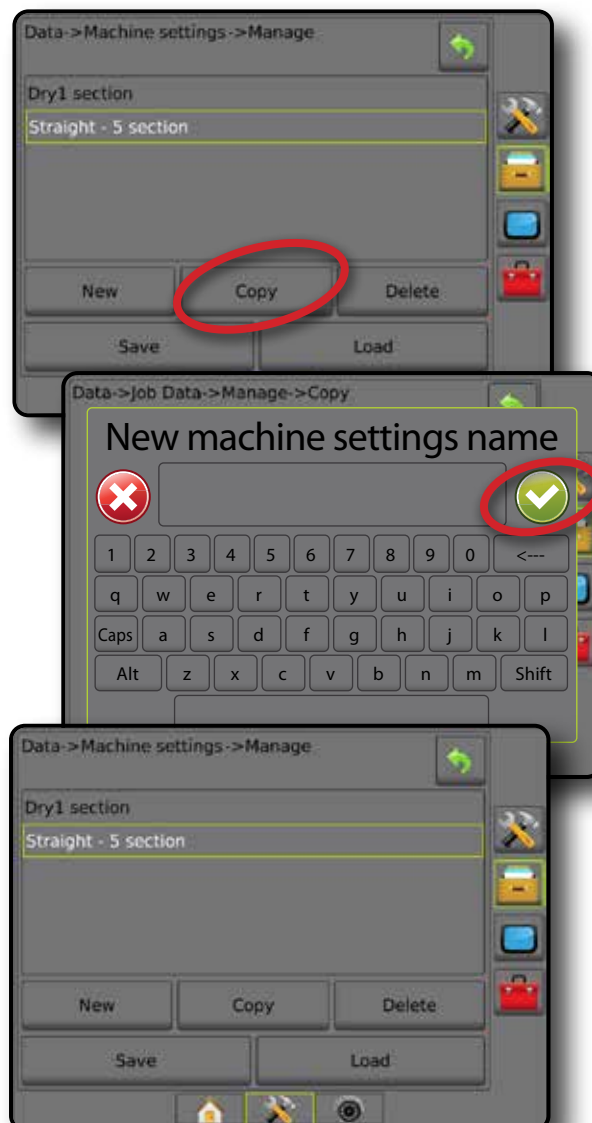 Data->Machine settings->Manage
Dry1 section
Straight - 5 section
New Copy Delete
Save Load
Data->Job Data->Manage->Copy
New machine settings name
1 2 3 4 5 6 7 8 9 0 <---
q w e r t y u i o p
Caps a s d f g h j k l
Alt z x c v b n m Shift
Data->Machine settings->Manage
Dry1 section
Straight - 5 section
New Copy Delete
Save Load